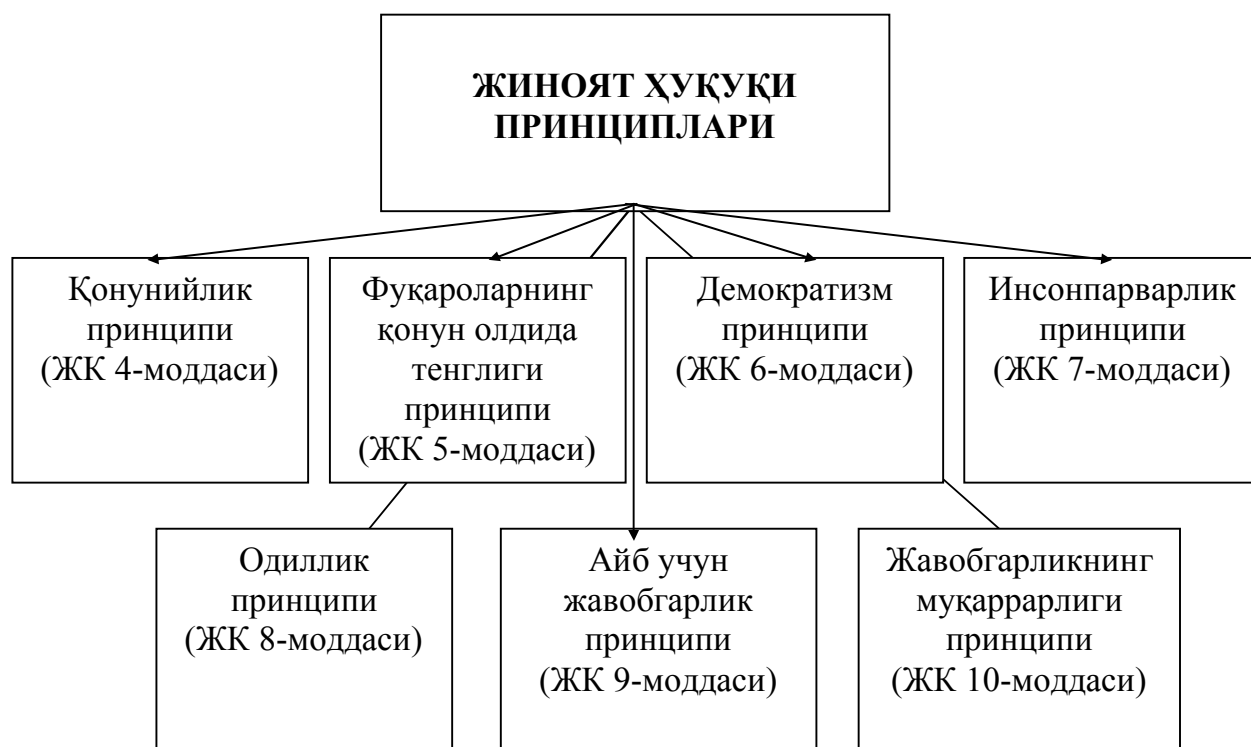 ЖИНОЯТ ҲУҚУҚИ
ПРИНЦИПЛАРИ
Қонунийлик
принципи
(ЖК 4-моддаси)
Фуқароларнинг
қонун олдида
тенглиги
принципи
(ЖК 5-моддаси)
Демократизм
принципи
(ЖК 6-моддаси)
Инсонпарварлик
принципи
(ЖК 7-моддаси)
Одиллик
принципи
(ЖК 8-моддаси)
Айб учун
жавобгарлик
принципи
(ЖК 9-моддаси)
Жавобгарликнинг
муқаррарлиги
принципи
(ЖК 10-моддаси)